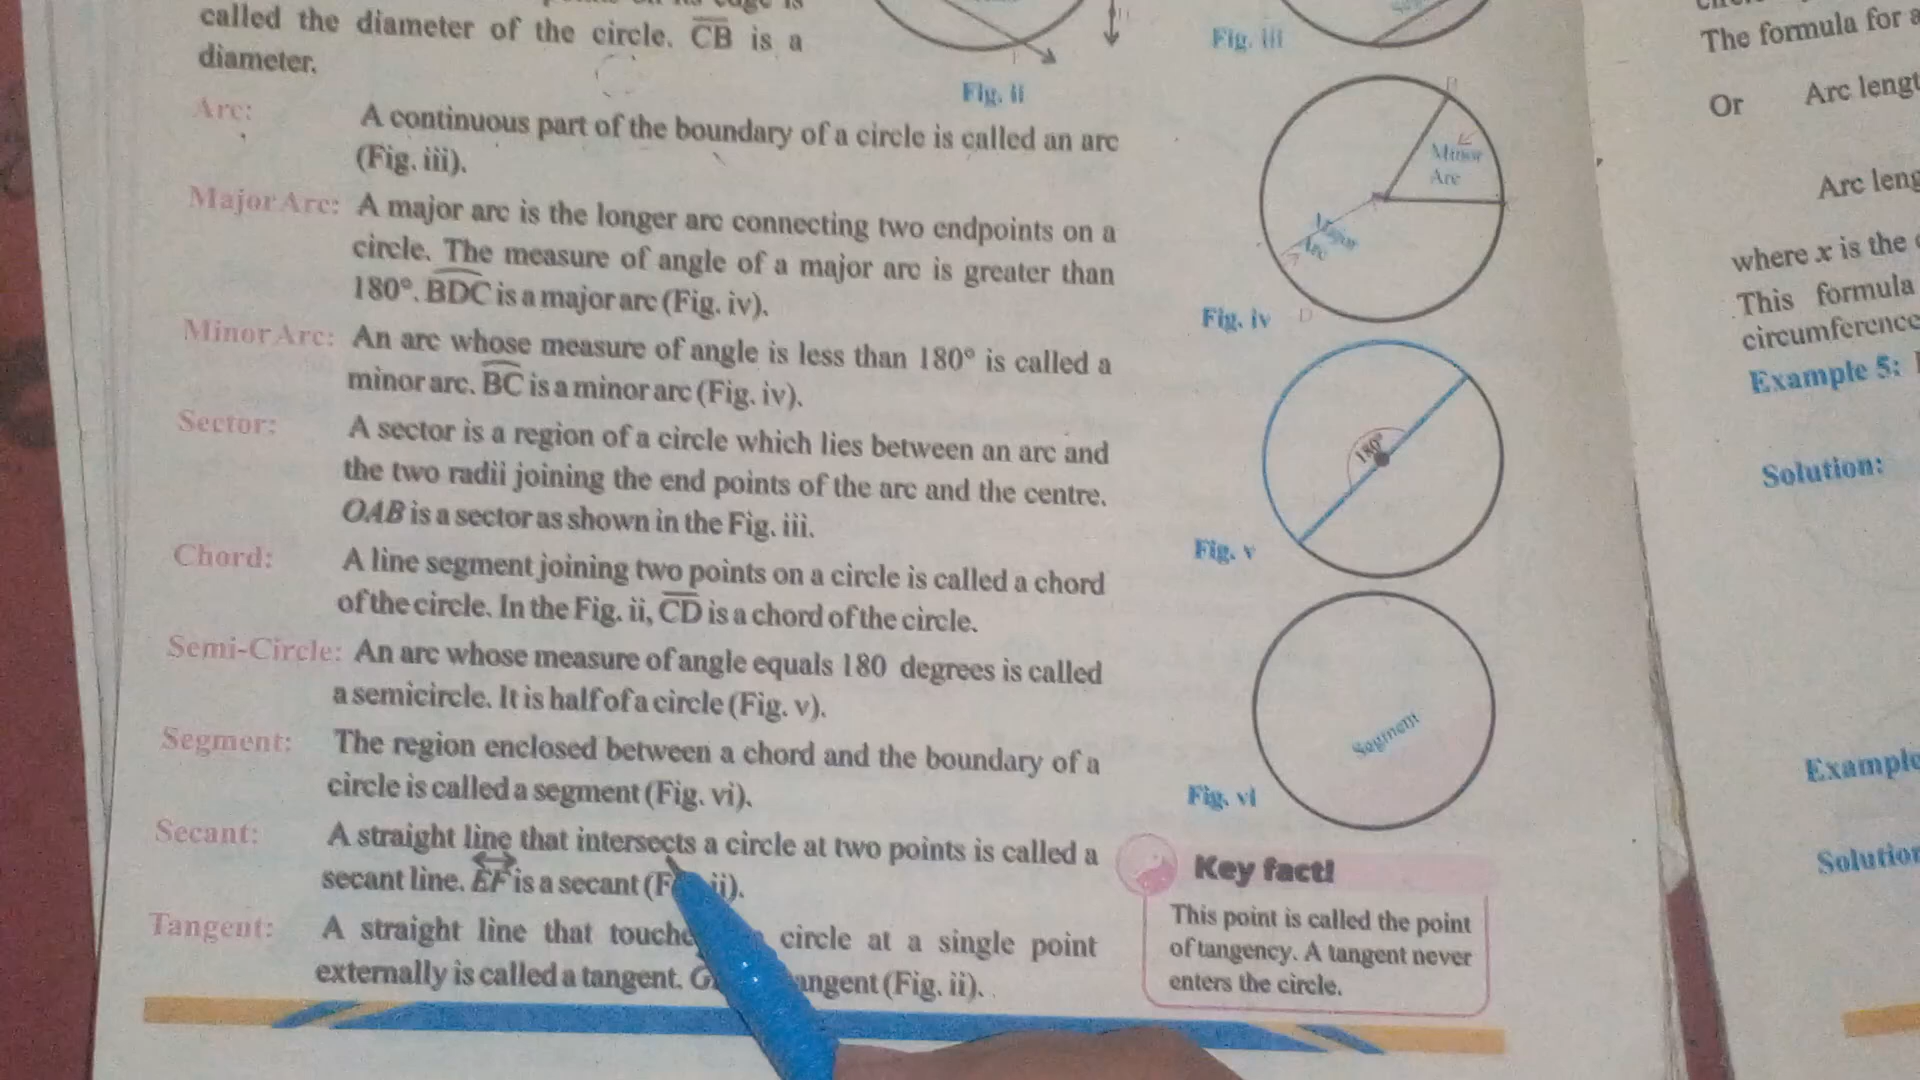 called the diameter of the circle. CB is a
diameter.
Fig. ii
Fig. iii
Arc: A continuous part of the boundary of a circle is called an arc
(Fig. iii).
Major Arc: A major arc is the longer arc connecting two endpoints on a
circle. The measure of angle of a major arc is greater than
180°. BDC is a major arc (Fig. iv).
Minor Arc: An arc whose measure of angle is less than 180° is called a
minor arc. BC is a minor arc (Fig. iv).
Sector: A sector is a region of a circle which lies between an arc and
the two radii joining the end points of the arc and the centre.
OAB is a sector as shown in the Fig. iii.
Chord: A line segment joining two points on a circle is called a chord
of the circle. In the Fig. ii, CD is a chord of the circle.
Semi-Circle: An arc whose measure of angle equals 180 degrees is called
a semicircle. It is half of a circle (Fig. v).
Segment: The region enclosed between a chord and the boundary of a
circle is called a segment (Fig. vi).
Secant: A straight line that intersects a circle at two points is called a
secant line. EF is a secant (F ii).
Tangent: A straight line that touche circle at a single point
externally is called a tangent. G angent (Fig. ii).
Minor
Arc
Major
Arc
D
Fig. iv
180°
Fig. v
Segment
Fig. vi
Key fact!
This point is called the point
of tangency. A tangent never
enters the circle.
The formula for a
Or Arc lengt
Arc leng
where x is the
This formula
circumference
Example 5:
Solution:
Example
Solution